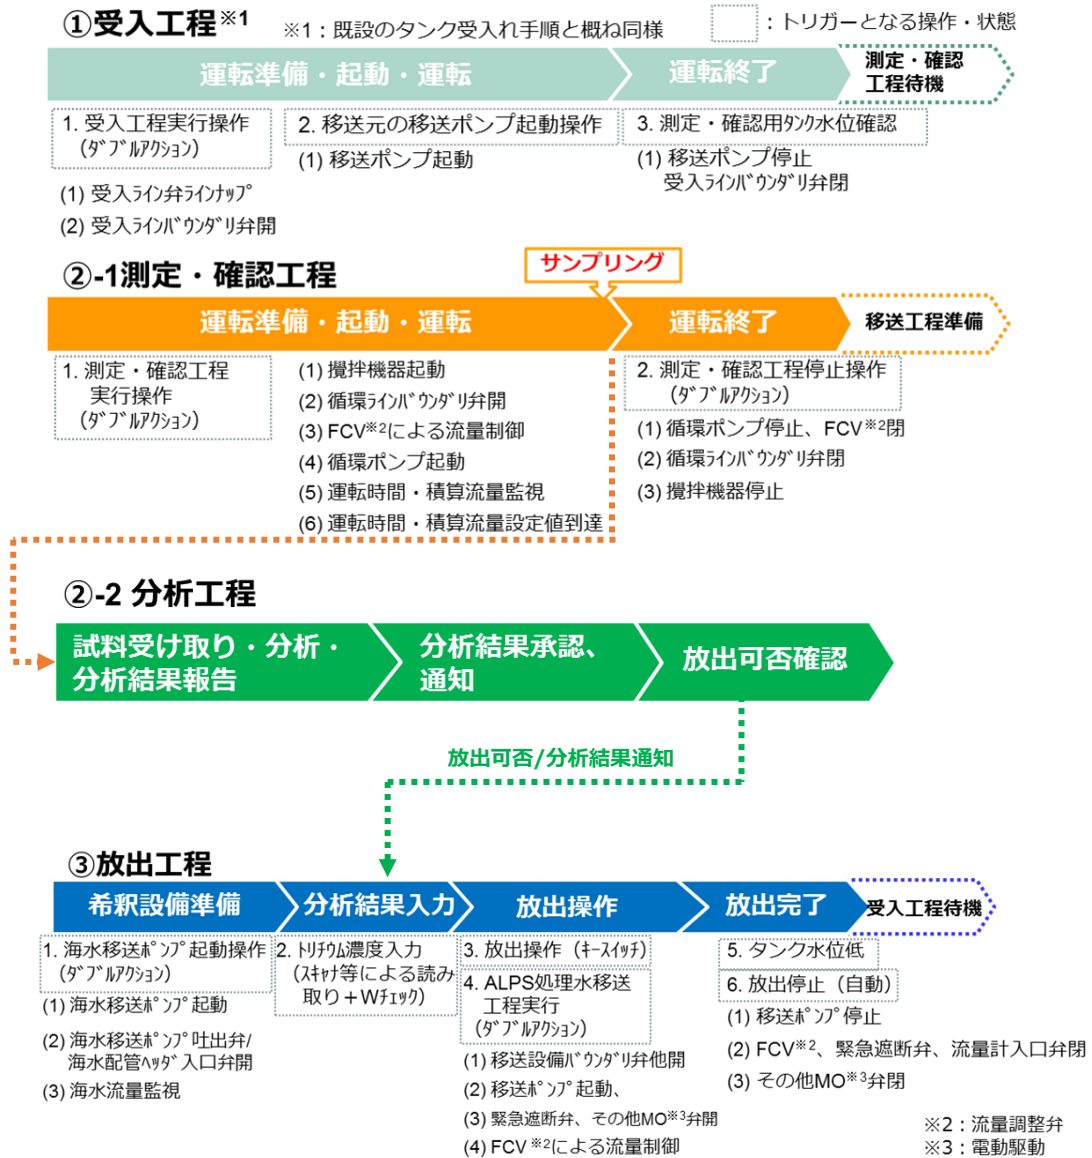 ①受入工程※1
※1：既設のタンク受入れ手順と概ね同様
：トリガーとなる操作・状態
運転準備・起動・運転
運転終了
測定・確認
工程待機
1. 受入工程実行操作
(ﾀﾞﾌﾞﾙｱｸｼｮﾝ)
(1) 受入ﾗｲﾝ弁ﾗｲﾝﾅｯﾌﾟ
(2) 受入ﾗｲﾝﾊﾞｳﾝﾀﾞﾘ弁開
2. 移送元の移送ポンプ起動操作
(1) 移送ポンプ起動
3. 測定・確認用ﾀﾝｸ水位確認
(1) 移送ポンプ停止
受入ﾗｲﾝﾊﾞｳﾝﾀﾞﾘ弁閉
②-1測定・確認工程
サンプリング
運転準備・起動・運転
運転終了
移送工程準備
1. 測定・確認工程
実行操作
(ﾀﾞﾌﾞﾙｱｸｼｮﾝ)
(1) 攪拌機器起動
(2) 循環ﾗｲﾝﾊﾞｳﾝﾀﾞﾘ弁開
(3) FCV※2による流量制御
(4) 循環ポンプ起動
(5) 運転時間・積算流量監視
(6) 運転時間・積算流量設定値到達
2. 測定・確認工程停止操作
(ﾀﾞﾌﾞﾙｱｸｼｮﾝ)
(1) 循環ポンプ停止、FCV※2閉
(2) 循環ﾗｲﾝﾊﾞｳﾝﾀﾞﾘ弁閉
(3) 攪拌機器停止
②-2 分析工程
試料受け取り・分析・
分析結果報告
分析結果承認、
通知
放出可否確認
放出可否/分析結果通知
③放出工程
希釈設備準備
分析結果入力
放出操作
放出完了
受入工程待機
1. 海水移送ﾎﾟﾝﾌﾟ起動操作
(ﾀﾞﾌﾞﾙｱｸｼｮﾝ)
(1) 海水移送ﾎﾟﾝﾌﾟ起動
(2) 海水移送ﾎﾟﾝﾌﾟ吐出弁/
海水配管ﾍｯﾀﾞ入口弁開
(3) 海水流量監視
2. ﾄﾘﾁｳﾑ濃度入力
(ｽｷｬﾅ等による読み
取り＋Wﾁｪｯｸ)
3. 放出操作（ｷｰｽｲｯﾁ）
4. ALPS処理水移送
工程実行
(ﾀﾞﾌﾞﾙｱｸｼｮﾝ)
(1) 移送設備ﾊﾞｳﾝﾀﾞﾘ弁他開
(2) 移送ﾎﾟﾝﾌﾟ起動、
(3) 緊急遮断弁、その他MO※3弁開
(4) FCV※2による流量制御
5. タンク水位低
6. 放出停止（自動）
(1) 移送ﾎﾟﾝﾌﾟ停止
(2) FCV※2、緊急遮断弁、流量計入口弁閉
(3) その他MO※3弁閉
※2：流量調整弁
※3：電動駆動